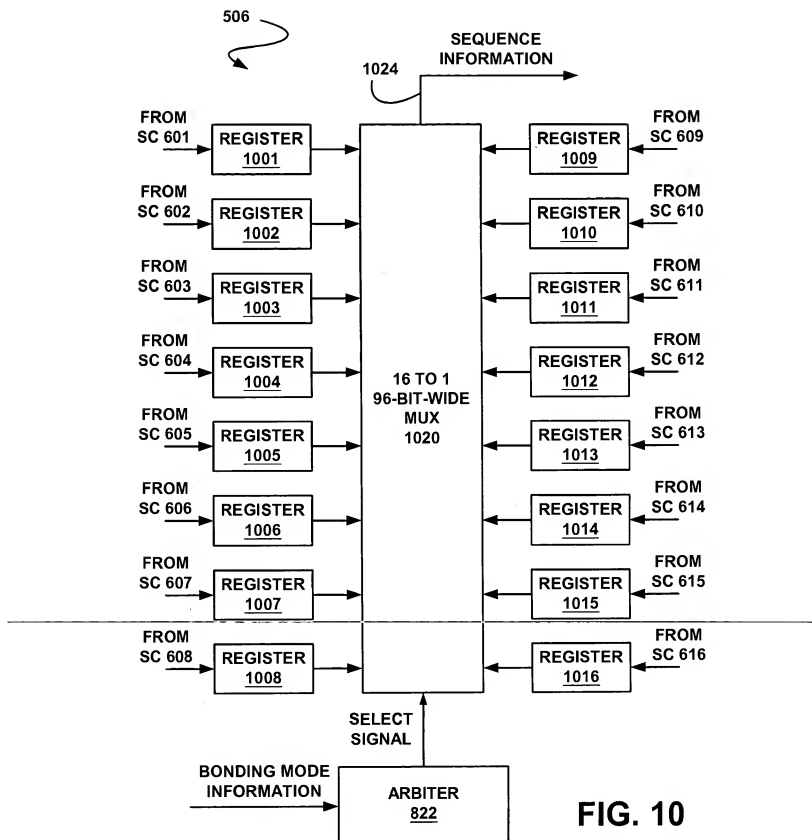 506
SEQUENCE
INFORMATION
1024
FROM
SC 601
REGISTER
1001
REGISTER
1009
FROM
SC 609
FROM
SC 602
REGISTER
1002
REGISTER
1010
FROM
SC 610
FROM
SC 603
REGISTER
1003
REGISTER
1011
FROM
SC 611
FROM
SC 604
REGISTER
1004
REGISTER
1012
FROM
SC 612
16 TO 1
96-BIT-WIDE
MUX
1020
FROM
SC 605
REGISTER
1005
REGISTER
1013
FROM
SC 613
FROM
SC 606
REGISTER
1006
REGISTER
1014
FROM
SC 614
FROM
SC 607
REGISTER
1007
REGISTER
1015
FROM
SC 615
FROM
SC 608
REGISTER
1008
REGISTER
1016
FROM
SC 616
SELECT
SIGNAL
BONDING MODE
INFORMATION
ARBITER
822
FIG. 10